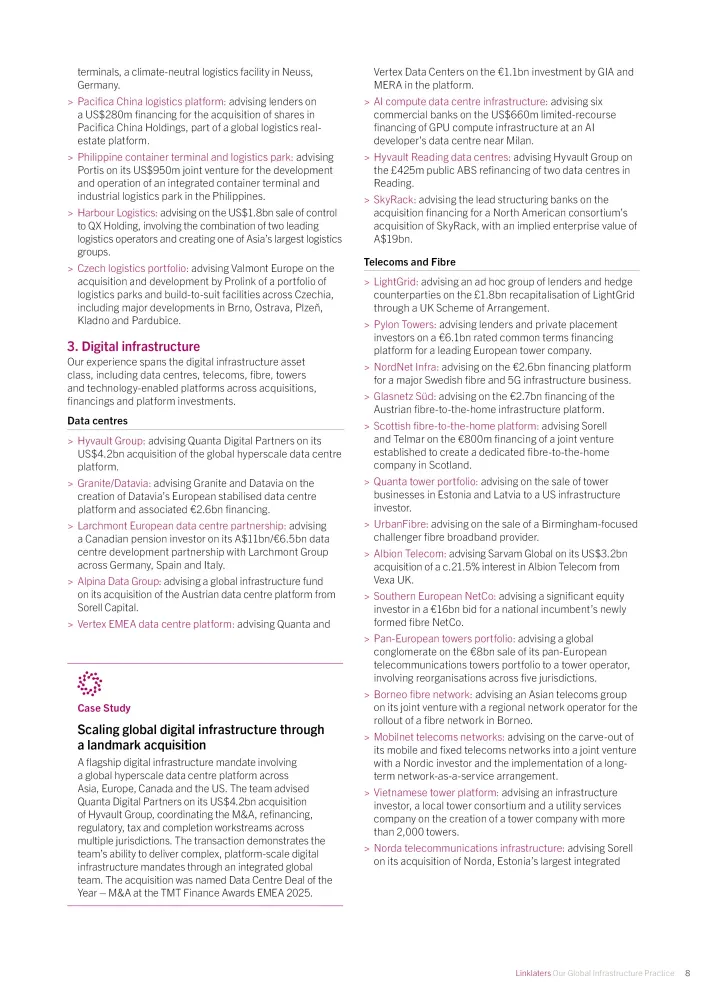 terminals, a climate-neutral logistics facility in Neuss,
Germany.
> Pacifica China logistics platform: advising lenders on
a US$280m financing for the acquisition of shares in
Pacifica China Holdings, part of a global logistics real-
estate platform.
> Philippine container terminal and logistics park: advising
Portis on its US$950m joint venture for the development
and operation of an integrated container terminal and
industrial logistics park in the Philippines.
> Harbour Logistics: advising on the US$1.8bn sale of control
to QX Holding, involving the combination of two leading
logistics operators and creating one of Asia's largest logistics
groups.
> Czech logistics portfolio: advising Valmont Europe on the
acquisition and development by Prolink of a portfolio of
logistics parks and build-to-suit facilities across Czechia,
including major developments in Brno, Ostrava, Plzeň,
Kladno and Pardubice.
3. Digital infrastructure
Our experience spans the digital infrastructure asset
class, including data centres, telecoms, fibre, towers
and technology-enabled platforms across acquisitions,
financings and platform investments.
Data centres
> Hyvault Group: advising Quanta Digital Partners on its
US$4.2bn acquisition of the global hyperscale data centre
platform.
> Granite/Datavia: advising Granite and Datavia on the
creation of Datavia's European stabilised data centre
platform and associated €2.6bn financing.
> Larchmont European data centre partnership: advising
a Canadian pension investor on its A$11bn/€6.5bn data
centre development partnership with Larchmont Group
across Germany, Spain and Italy.
> Alpina Data Group: advising a global infrastructure fund
on its acquisition of the Austrian data centre platform from
Sorell Capital.
> Vertex EMEA data centre platform: advising Quanta and
Case Study
Scaling global digital infrastructure through
a landmark acquisition
A flagship digital infrastructure mandate involving
a global hyperscale data centre platform across
Asia, Europe, Canada and the US. The team advised
Quanta Digital Partners on its US$4.2bn acquisition
of Hyvault Group, coordinating the M&A, refinancing,
regulatory, tax and completion workstreams across
multiple jurisdictions. The transaction demonstrates the
team's ability to deliver complex, platform-scale digital
infrastructure mandates through an integrated global
team. The acquisition was named Data Centre Deal of the
Year – M&A at the TMT Finance Awards EMEA 2025.
Vertex Data Centers on the €1.1bn investment by GIA and
MERA in the platform.
> AI compute data centre infrastructure: advising six
commercial banks on the US$660m limited-recourse
financing of GPU compute infrastructure at an AI
developer's data centre near Milan.
> Hyvault Reading data centres: advising Hyvault Group on
the £425m public ABS refinancing of two data centres in
Reading.
> SkyRack: advising the lead structuring banks on the
acquisition financing for a North American consortium's
acquisition of SkyRack, with an implied enterprise value of
A$19bn.
Telecoms and Fibre
> LightGrid: advising an ad hoc group of lenders and hedge
counterparties on the £1.8bn recapitalisation of LightGrid
through a UK Scheme of Arrangement.
> Pylon Towers: advising lenders and private placement
investors on a €6.1bn rated common terms financing
platform for a leading European tower company.
> NordNet Infra: advising on the €2.6bn financing platform
for a major Swedish fibre and 5G infrastructure business.
> Glasnetz Süd: advising on the €2.7bn financing of the
Austrian fibre-to-the-home infrastructure platform.
> Scottish fibre-to-the-home platform: advising Sorell
and Telmar on the €800m financing of a joint venture
established to create a dedicated fibre-to-the-home
company in Scotland.
> Quanta tower portfolio: advising on the sale of tower
businesses in Estonia and Latvia to a US infrastructure
investor.
> UrbanFibre: advising on the sale of a Birmingham-focused
challenger fibre broadband provider.
> Albion Telecom: advising Sarvam Global on its US$3.2bn
acquisition of a c.21.5% interest in Albion Telecom from
Vexa UK.
> Southern European NetCo: advising a significant equity
investor in a €16bn bid for a national incumbent's newly
formed fibre NetCo.
> Pan-European towers portfolio: advising a global
conglomerate on the €8bn sale of its pan-European
telecommunications towers portfolio to a tower operator,
involving reorganisations across five jurisdictions.
> Borneo fibre network: advising an Asian telecoms group
on its joint venture with a regional network operator for the
rollout of a fibre network in Borneo.
> Mobilnet telecoms networks: advising on the carve-out of
its mobile and fixed telecoms networks into a joint venture
with a Nordic investor and the implementation of a long-
term network-as-a-service arrangement.
> Vietnamese tower platform: advising an infrastructure
investor, a local tower consortium and a utility services
company on the creation of a tower company with more
than 2,000 towers.
> Norda telecommunications infrastructure: advising Sorell
on its acquisition of Norda, Estonia's largest integrated
Linklaters Our Global Infrastructure Practice 8